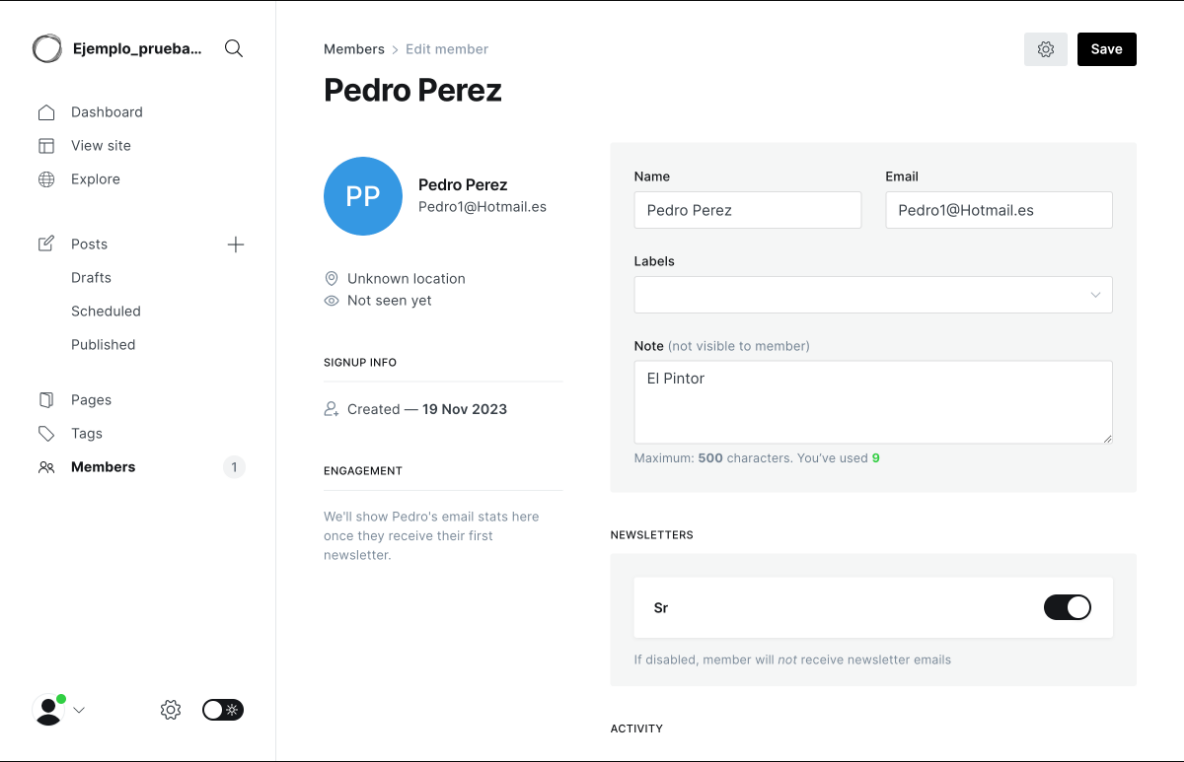 Ejemplo_prueba...
Dashboard
View site
Explore
Posts
Drafts
Scheduled
Published
Pages
Tags
Members 1
Members > Edit member
Save
Pedro Perez
PP
Pedro Perez
Pedro1@Hotmail.es
Unknown location
Not seen yet
SIGNUP INFO
Created — 19 Nov 2023
ENGAGEMENT
We'll show Pedro's email stats here
once they receive their first
newsletter.
Name
Pedro Perez
Email
Pedro1@Hotmail.es
Labels
Note (not visible to member)
El Pintor
Maximum: 500 characters. You've used 9
NEWSLETTERS
Sr
If disabled, member will not receive newsletter emails
ACTIVITY